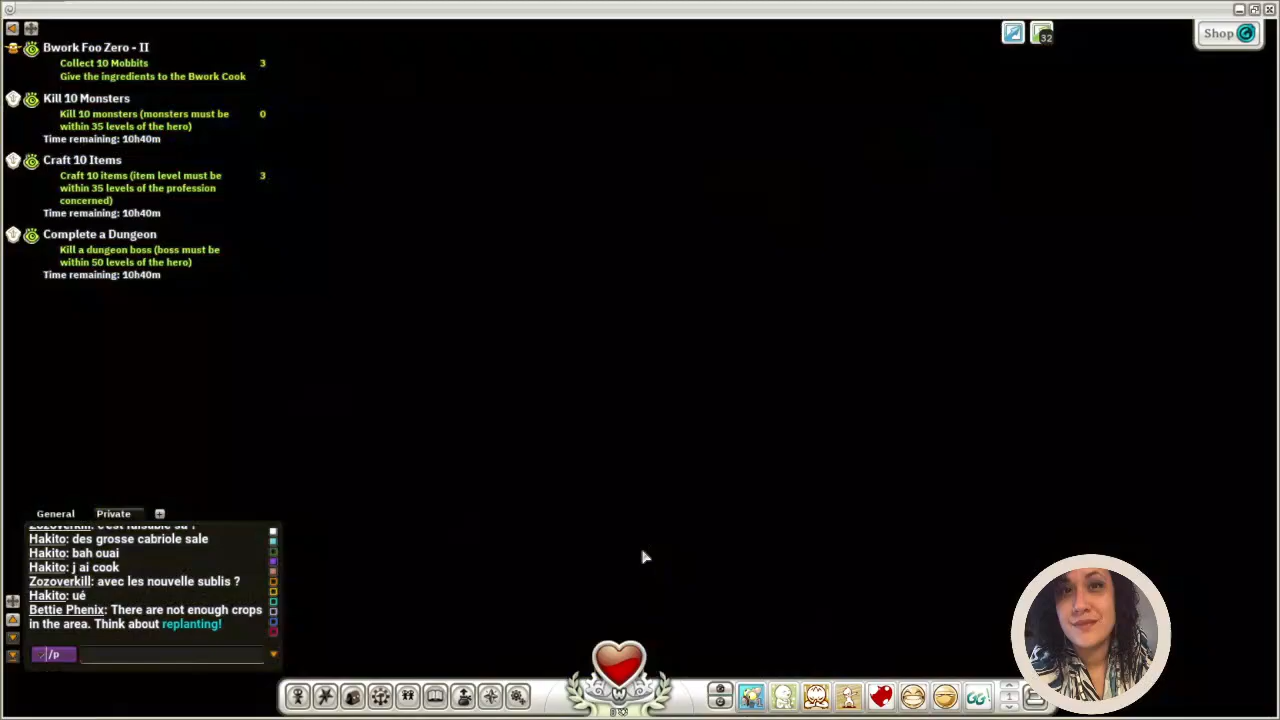 Shop
32
Bwork Foo Zero - II
Collect 10 Mobbits 3
Give the ingredients to the Bwork Cook
Kill 10 Monsters
Kill 10 monsters (monsters must be 0
within 35 levels of the hero)
Time remaining: 10h40m
Craft 10 Items
Craft 10 items (item level must be 3
within 35 levels of the profession
concerned)
Time remaining: 10h40m
Complete a Dungeon
Kill a dungeon boss (boss must be
within 50 levels of the hero)
Time remaining: 10h40m
General Private
Hakito: des grosse cabriole sale
Hakito: bah ouai
Hakito: j ai cook
Zozoverkill: avec les nouvelle sublis ?
Hakito: ué
Bettie Phenix: There are not enough crops
in the area. Think about replanting!
/p
W
GG!
1